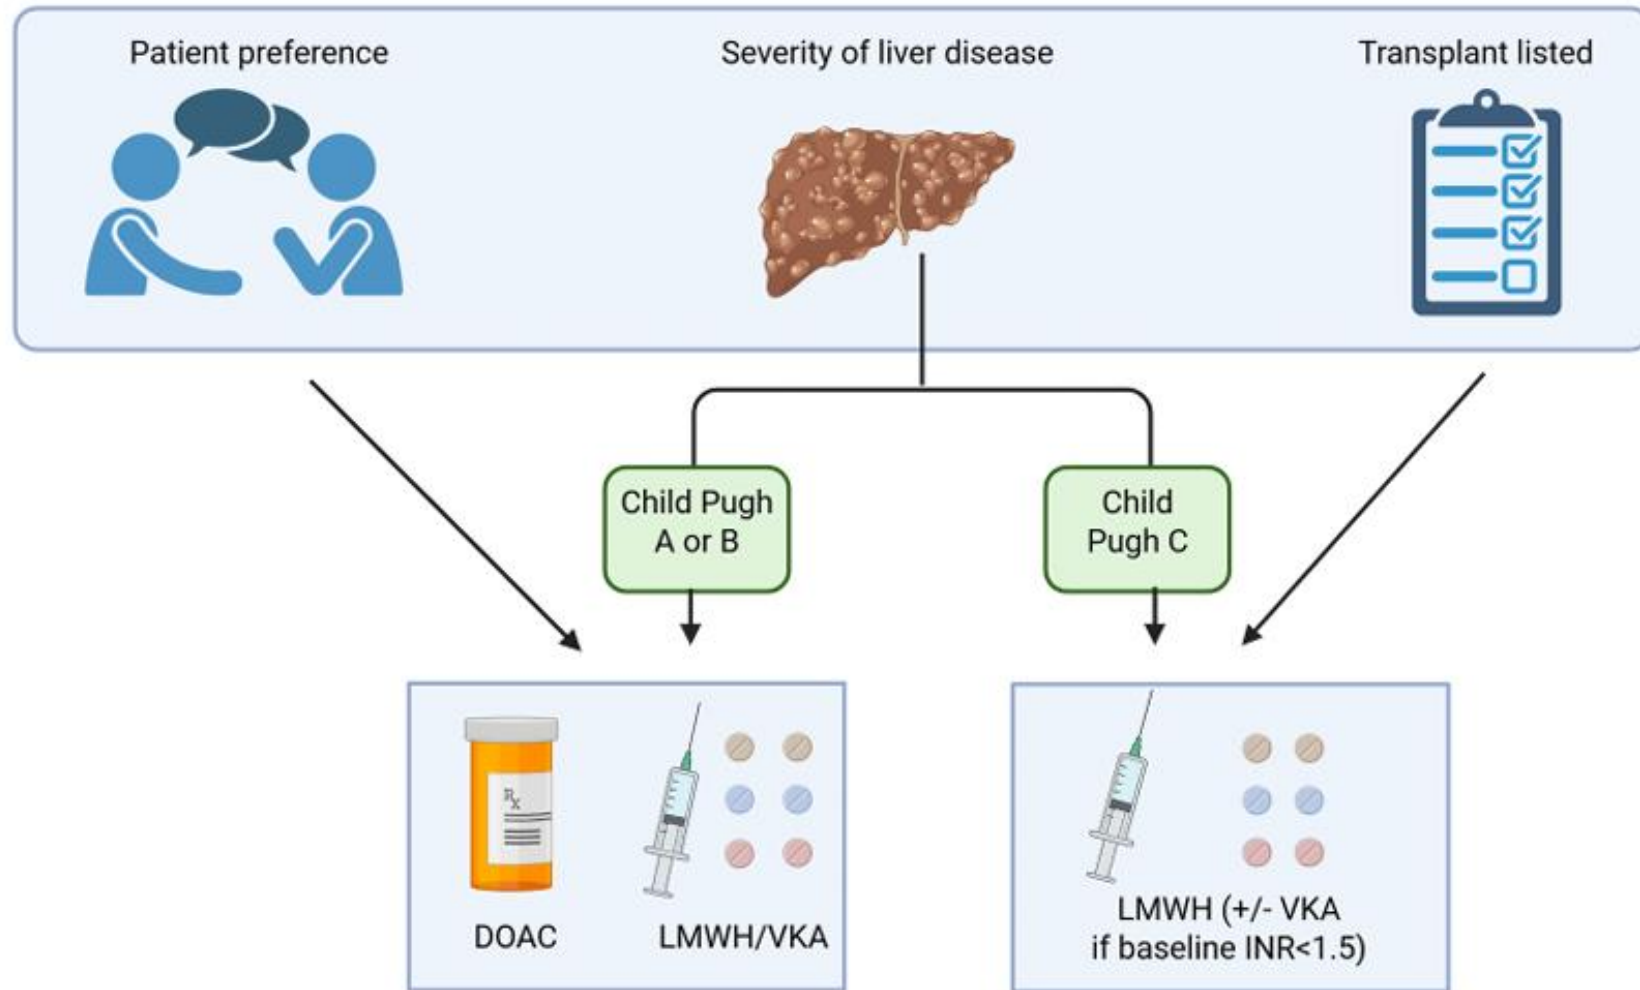 Patient preference
Severity of liver disease
Transplant listed
Child Pugh
A or B
Child
Pugh C
Rx
DOAC
LMWH/VKA
LMWH (+/- VKA
if baseline INR<1.5)